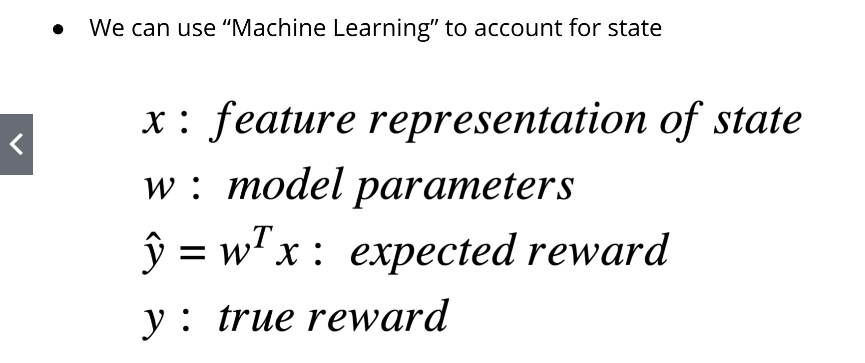 ● We can use “Machine Learning” to account for state
x : feature representation of state
w : model parameters
ŷ = wᵀx : expected reward
y : true reward